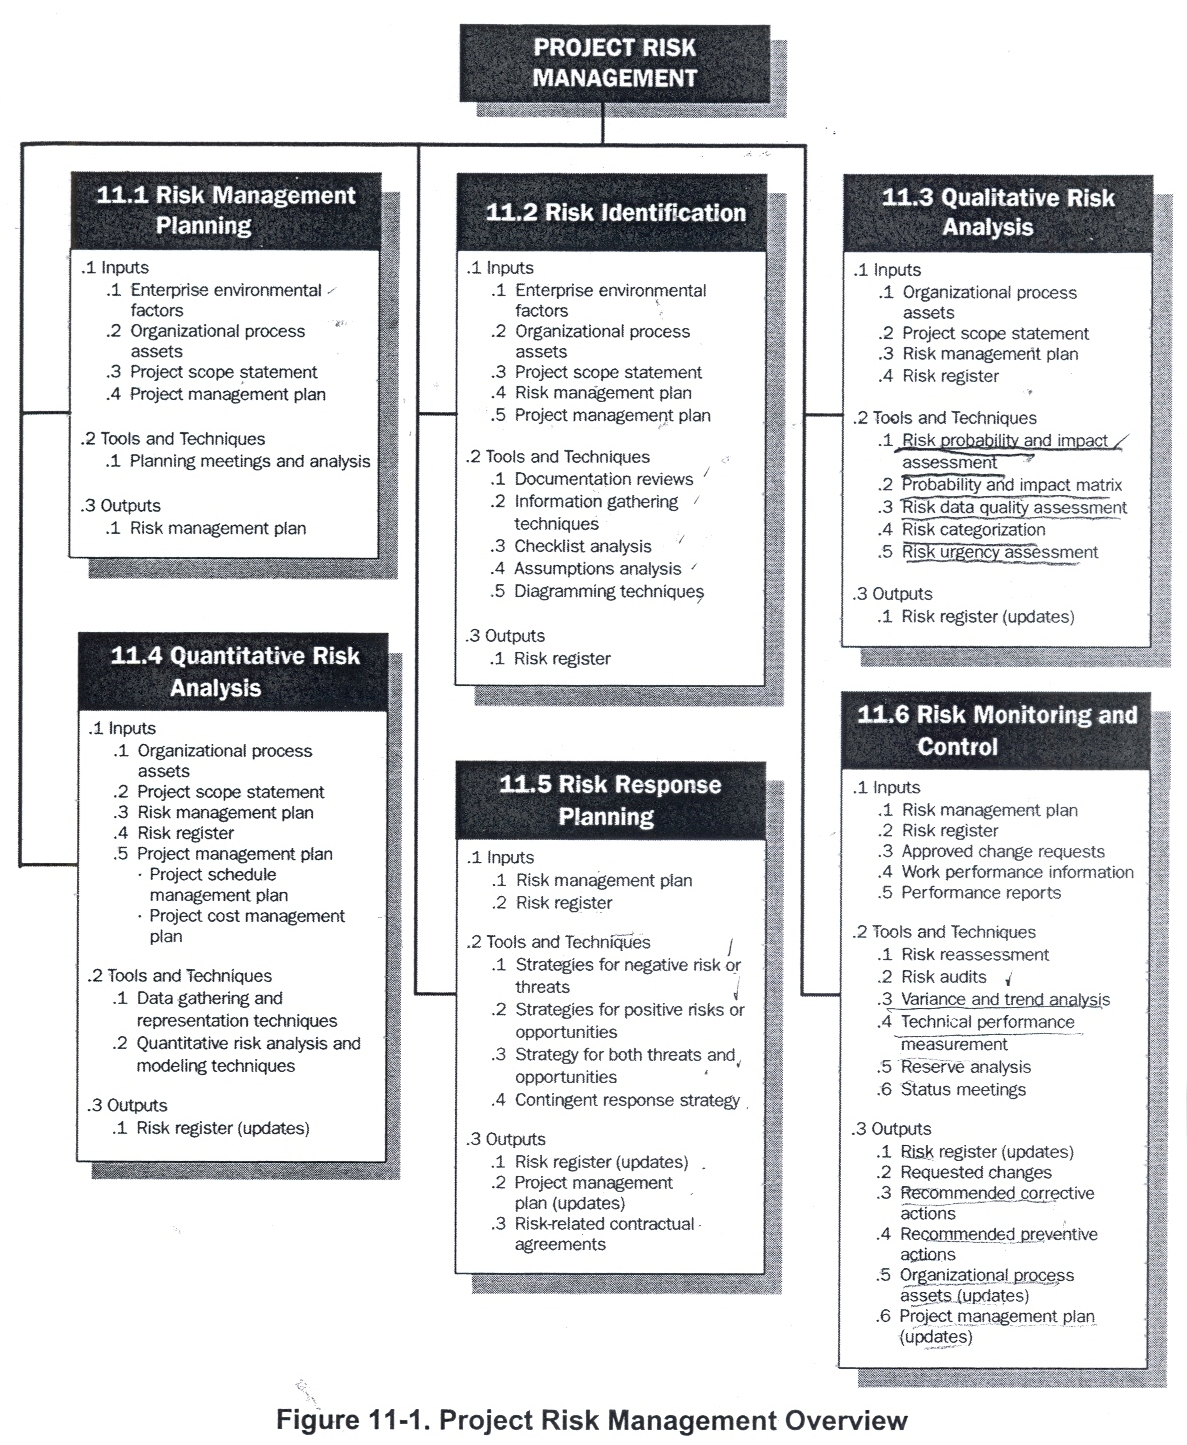 PROJECT RISK
MANAGEMENT
11.1 Risk Management
Planning
.1 Inputs
.1 Enterprise environmental
factors
.2 Organizational process
assets
.3 Project scope statement
.4 Project management plan
.2 Tools and Techniques
.1 Planning meetings and analysis
.3 Outputs
.1 Risk management plan
11.2 Risk Identification
.1 Inputs
.1 Enterprise environmental
factors
.2 Organizational process
assets
.3 Project scope statement
.4 Risk management plan
.5 Project management plan
.2 Tools and Techniques
.1 Documentation reviews
.2 Information gathering
techniques
.3 Checklist analysis
.4 Assumptions analysis
.5 Diagramming techniques
.3 Outputs
.1 Risk register
11.3 Qualitative Risk
Analysis
.1 Inputs
.1 Organizational process
assets
.2 Project scope statement
.3 Risk management plan
.4 Risk register
.2 Tools and Techniques
.1 Risk probability and impact
assessment
.2 Probability and impact matrix
.3 Risk data quality assessment
.4 Risk categorization
.5 Risk urgency assessment
.3 Outputs
.1 Risk register (updates)
11.4 Quantitative Risk
Analysis
.1 Inputs
.1 Organizational process
assets
.2 Project scope statement
.3 Risk management plan
.4 Risk register
.5 Project management plan
· Project schedule
management plan
· Project cost management
plan
.2 Tools and Techniques
.1 Data gathering and
representation techniques
.2 Quantitative risk analysis and
modeling techniques
.3 Outputs
.1 Risk register (updates)
11.5 Risk Response
Planning
.1 Inputs
.1 Risk management plan
.2 Risk register
.2 Tools and Techniques
.1 Strategies for negative risk or
threats
.2 Strategies for positive risks or
opportunities
.3 Strategy for both threats and
opportunities
.4 Contingent response strategy
.3 Outputs
.1 Risk register (updates)
.2 Project management
plan (updates)
.3 Risk-related contractual
agreements
11.6 Risk Monitoring and
Control
.1 Inputs
.1 Risk management plan
.2 Risk register
.3 Approved change requests
.4 Work performance information
.5 Performance reports
.2 Tools and Techniques
.1 Risk reassessment
.2 Risk audits
.3 Variance and trend analysis
.4 Technical performance
measurement
.5 Reserve analysis
.6 Status meetings
.3 Outputs
.1 Risk register (updates)
.2 Requested changes
.3 Recommended corrective
actions
.4 Recommended preventive
actions
.5 Organizational process
assets (updates)
.6 Project management plan
(updates)
Figure 11-1. Project Risk Management Overview